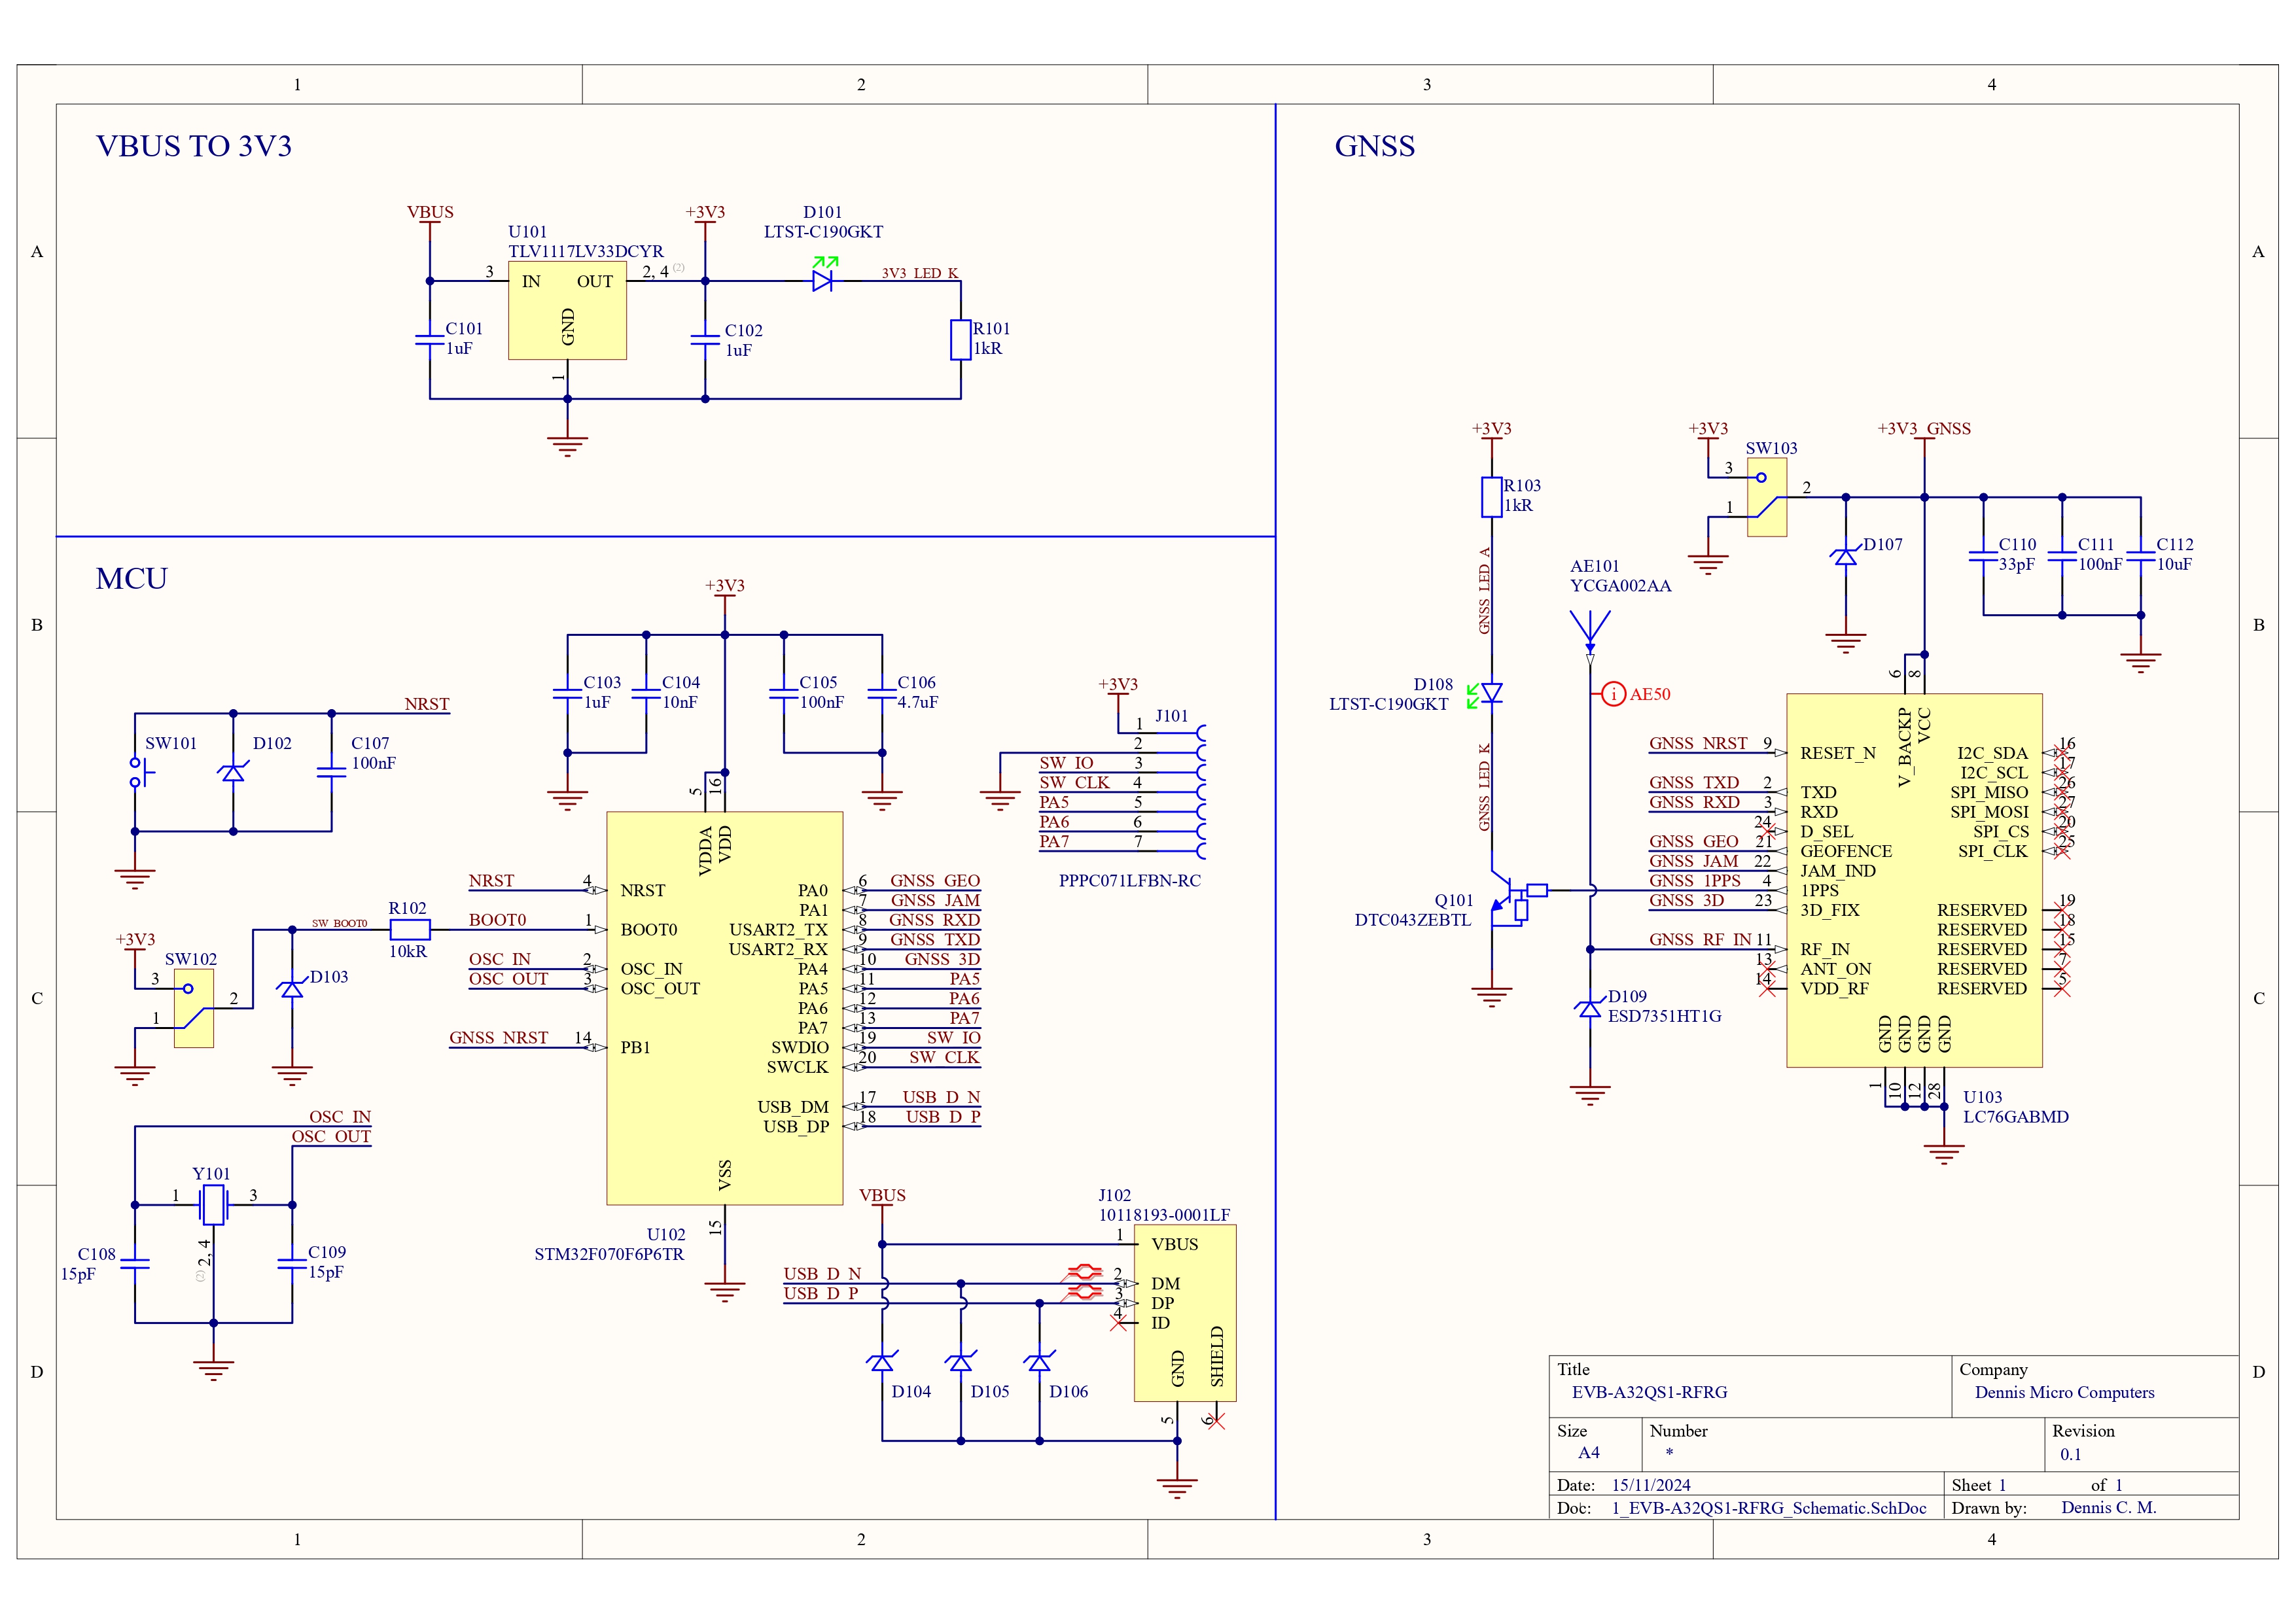 1 2 3 4
A A
B B
C C
D D
1 2 3 4
VBUS TO 3V3
VBUS
U101
TLV1117LV33DCYR
3 IN OUT 2, 4 (2)
GND
1
C101
1uF
+3V3
C102
1uF
D101
LTST-C190GKT
3V3_LED_K
R101
1kR
MCU
NRST
SW101
D102
C107
100nF
+3V3
SW102
3
1
2
D103
SW_BOOT0
R102
10kR
OSC_IN
OSC_OUT
Y101
1 3
2, 4
(2)
C108
15pF
C109
15pF
+3V3
C103
1uF
C104
10nF
C105
100nF
C106
4.7uF
5 16
VDDA VDD
NRST 4 NRST
BOOT0 1 BOOT0
OSC_IN 2 OSC_IN
OSC_OUT 3 OSC_OUT
GNSS_NRST 14 PB1
PA0 6 GNSS_GEO
PA1 7 GNSS_JAM
USART2_TX 8 GNSS_RXD
USART2_RX 9 GNSS_TXD
PA4 10 GNSS_3D
PA5 11 PA5
PA6 12 PA6
PA7 13 PA7
SWDIO 19 SW_IO
SWCLK 20 SW_CLK
USB_DM 17 USB_D_N
USB_DP 18 USB_D_P
VSS
15
U102
STM32F070F6P6TR
+3V3
J101
1
2
SW_IO 3
SW_CLK 4
PA5 5
PA6 6
PA7 7
PPPC071LFBN-RC
VBUS
J102
10118193-0001LF
1 VBUS
USB_D_N 2 DM
USB_D_P 3 DP
4 ID
GND SHIELD
5 6
D104
D105
D106
GNSS
+3V3
R103
1kR
GNSS_LED_A
D108
LTST-C190GKT
GNSS_LED_K
Q101
DTC043ZEBTL
AE101
YCGA002AA
i AE50
D109
ESD7351HT1G
+3V3
SW103
3
1
2
+3V3_GNSS
D107
C110
33pF
C111
100nF
C112
10uF
6 8
V_BACKP VCC
GNSS_NRST 9 RESET_N
GNSS_TXD 2 TXD
GNSS_RXD 3 RXD
24 D_SEL
GNSS_GEO 21 GEOFENCE
GNSS_JAM 22 JAM_IND
GNSS_1PPS 4 1PPS
GNSS_3D 23 3D_FIX
GNSS_RF_IN 11 RF_IN
13 ANT_ON
14 VDD_RF
I2C_SDA 16
I2C_SCL 17
SPI_MISO 26
SPI_MOSI 27
SPI_CS 20
SPI_CLK 25
RESERVED 19
RESERVED 18
RESERVED 15
RESERVED 7
RESERVED 5
GND GND GND GND
1 10 12 28
U103
LC76GABMD
Title
EVB-A32QS1-RFRG
Company
Dennis Micro Computers
Size
A4
Number
*
Revision
0.1
Date: 15/11/2024
Sheet 1 of 1
Doc: 1_EVB-A32QS1-RFRG_Schematic.SchDoc
Drawn by: Dennis C. M.